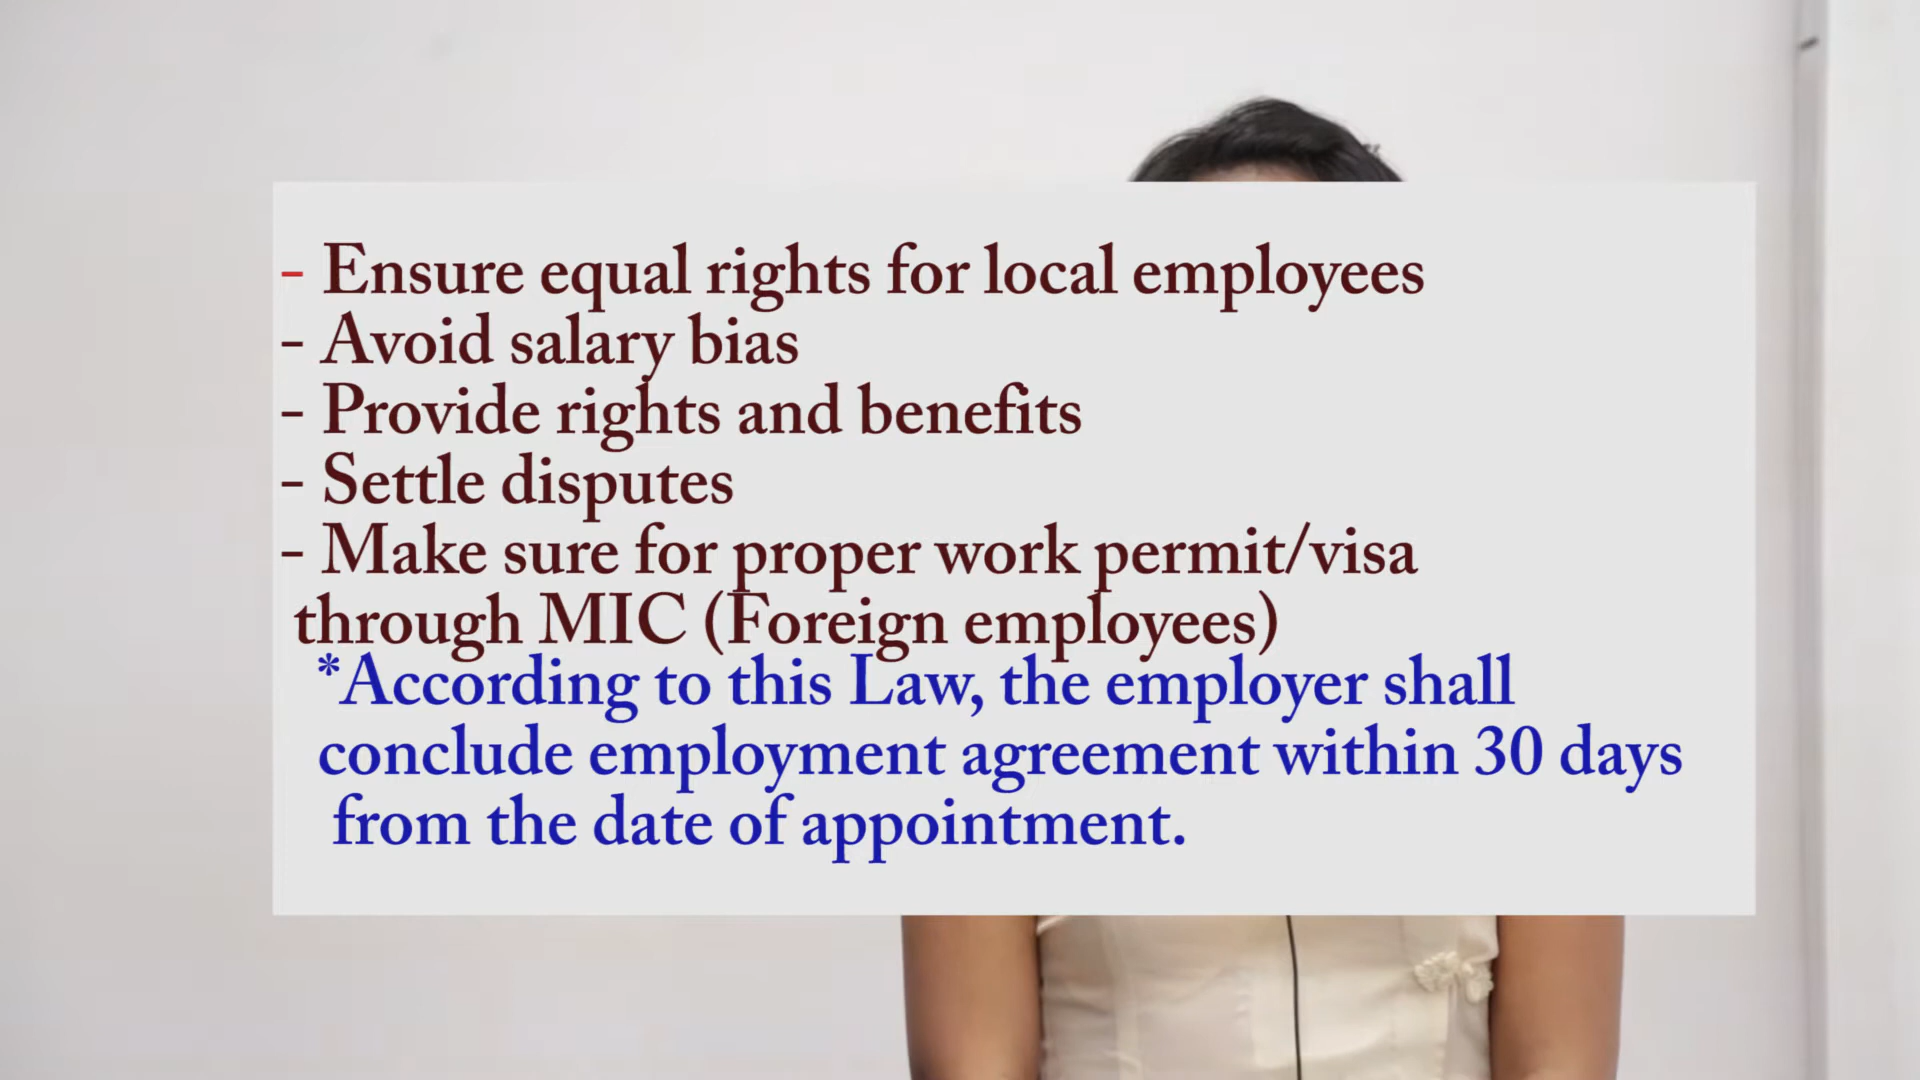 - Ensure equal rights for local employees
- Avoid salary bias
- Provide rights and benefits
- Settle disputes
- Make sure for proper work permit/visa
through MIC (Foreign employees)
*According to this Law, the employer shall
conclude employment agreement within 30 days
from the date of appointment.